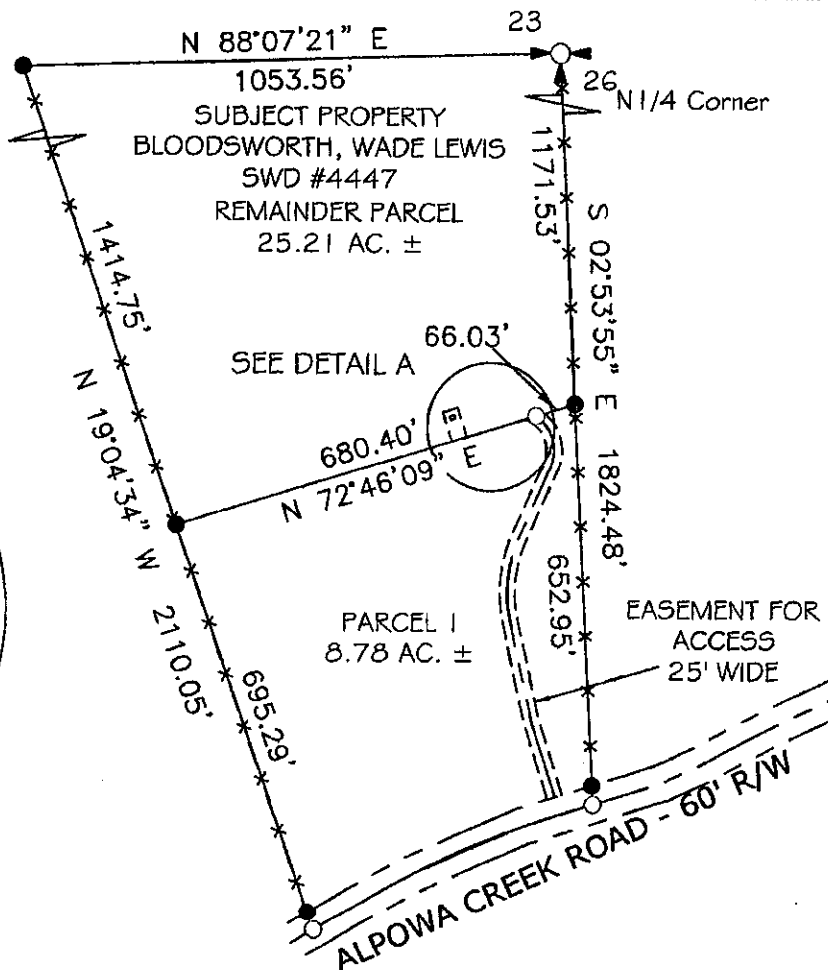 23
N 88°07'21" E
1053.56'
26
N1/4 Corner
SUBJECT PROPERTY
BLOODSWORTH, WADE LEWIS
SWD #4447
REMAINDER PARCEL
25.21 AC. ±
1171.53'
S 02°53'55" E
1824.48'
1414.75'
66.03'
SEE DETAIL A
680.40'
N 72°46'09" E
N 19°04'34" W
2110.05'
652.95'
PARCEL 1
8.78 AC. ±
EASEMENT FOR
ACCESS
25' WIDE
695.29'
ALPOWA CREEK ROAD - 60' R/W